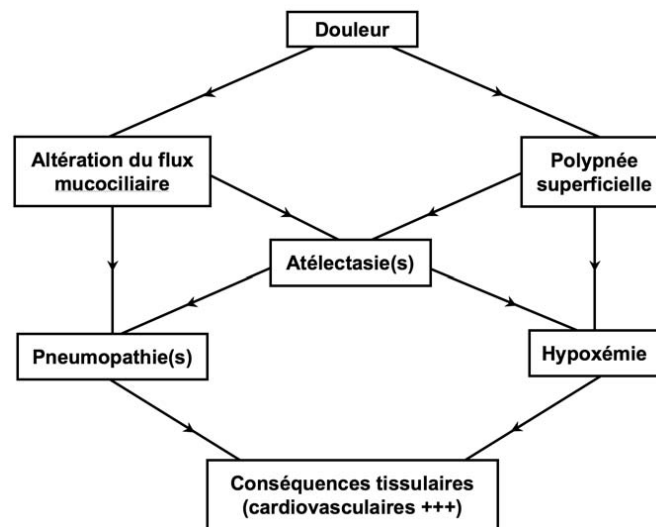 Douleur
Altération du flux
mucociliaire
Polypnée
superficielle
Atélectasie(s)
Pneumopathie(s)
Hypoxémie
Conséquences tissulaires
(cardiovasculaires +++)